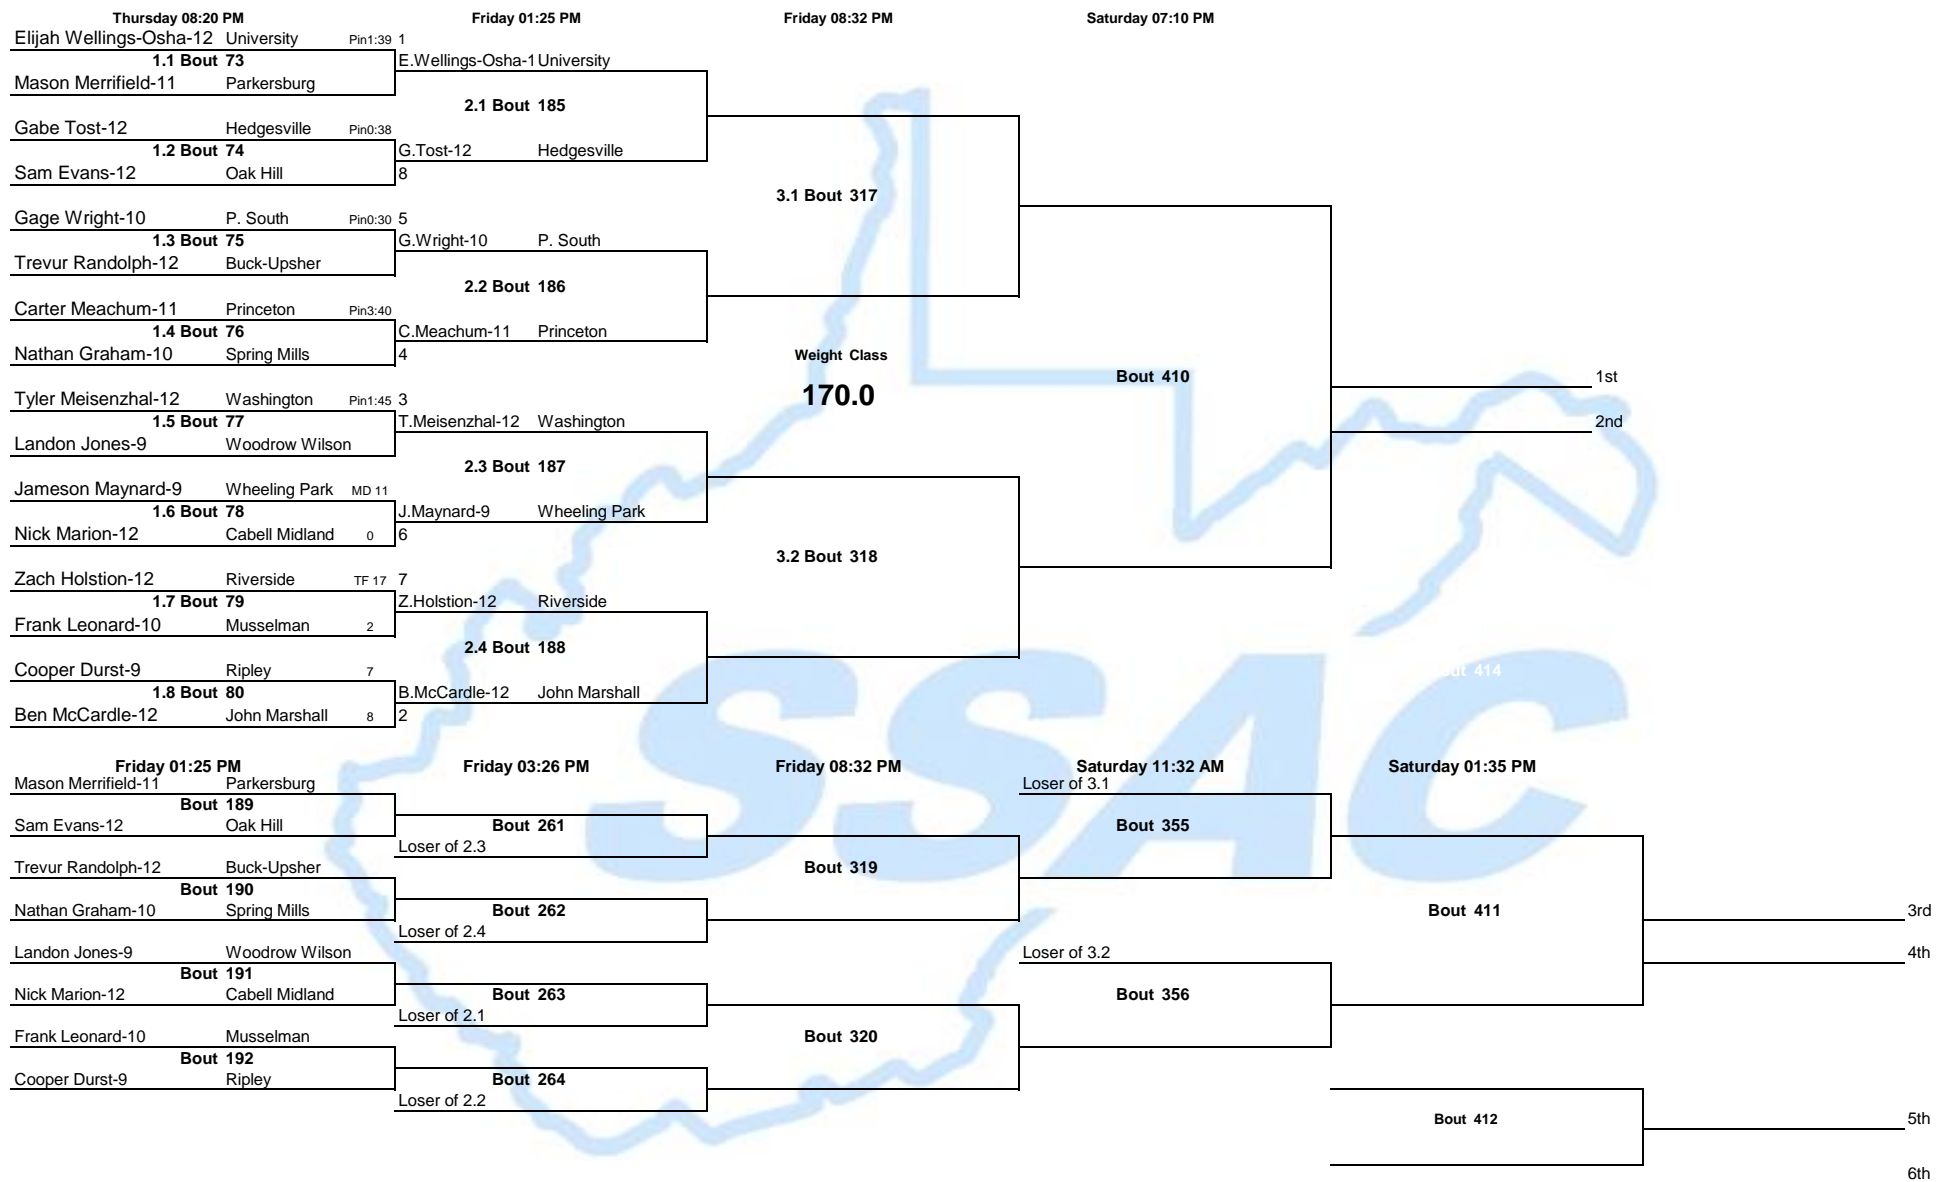 Thursday 08:20 PM Friday 01:25 PM Friday 08:32 PM Saturday 07:10 PM
Elijah Wellings-Osha-12 University Pin1:39 1
1.1 Bout 73 E.Wellings-Osha-1 University
Mason Merrifield-11 Parkersburg
2.1 Bout 185
Gabe Tost-12 Hedgesville Pin0:38
1.2 Bout 74 G.Tost-12 Hedgesville
Sam Evans-12 Oak Hill 8
3.1 Bout 317
Gage Wright-10 P. South Pin0:30 5
1.3 Bout 75 G.Wright-10 P. South
Trevur Randolph-12 Buck-Upsher
2.2 Bout 186
Carter Meachum-11 Princeton Pin3:40
1.4 Bout 76 C.Meachum-11 Princeton
Nathan Graham-10 Spring Mills 4 Weight Class
Bout 410 1st
Tyler Meisenzhal-12 Washington Pin1:45 3 170.0
1.5 Bout 77 T.Meisenzhal-12 Washington 2nd
Landon Jones-9 Woodrow Wilson
2.3 Bout 187
Jameson Maynard-9 Wheeling Park MD 11
1.6 Bout 78 J.Maynard-9 Wheeling Park
Nick Marion-12 Cabell Midland 0 6
3.2 Bout 318
Zach Holstion-12 Riverside TF 17 7
1.7 Bout 79 Z.Holstion-12 Riverside
Frank Leonard-10 Musselman 2
2.4 Bout 188
Cooper Durst-9 Ripley 7 414
1.8 Bout 80 B.McCardle-12 John Marshall
Ben McCardle-12 John Marshall 8 2
SSAC
Friday 01:25 PM Friday 03:26 PM Friday 08:32 PM Saturday 11:32 AM Saturday 01:35 PM
Mason Merrifield-11 Parkersburg Loser of 3.1
Bout 189
Sam Evans-12 Oak Hill Bout 261 Bout 355
Loser of 2.3
Trevur Randolph-12 Buck-Upsher Bout 319
Bout 190
Nathan Graham-10 Spring Mills Bout 262 Bout 411 3rd
Loser of 2.4
Landon Jones-9 Woodrow Wilson Loser of 3.2 4th
Bout 191
Nick Marion-12 Cabell Midland Bout 263 Bout 356
Loser of 2.1
Frank Leonard-10 Musselman Bout 320
Bout 192
Cooper Durst-9 Ripley Bout 264
Loser of 2.2
Bout 412 5th
6th